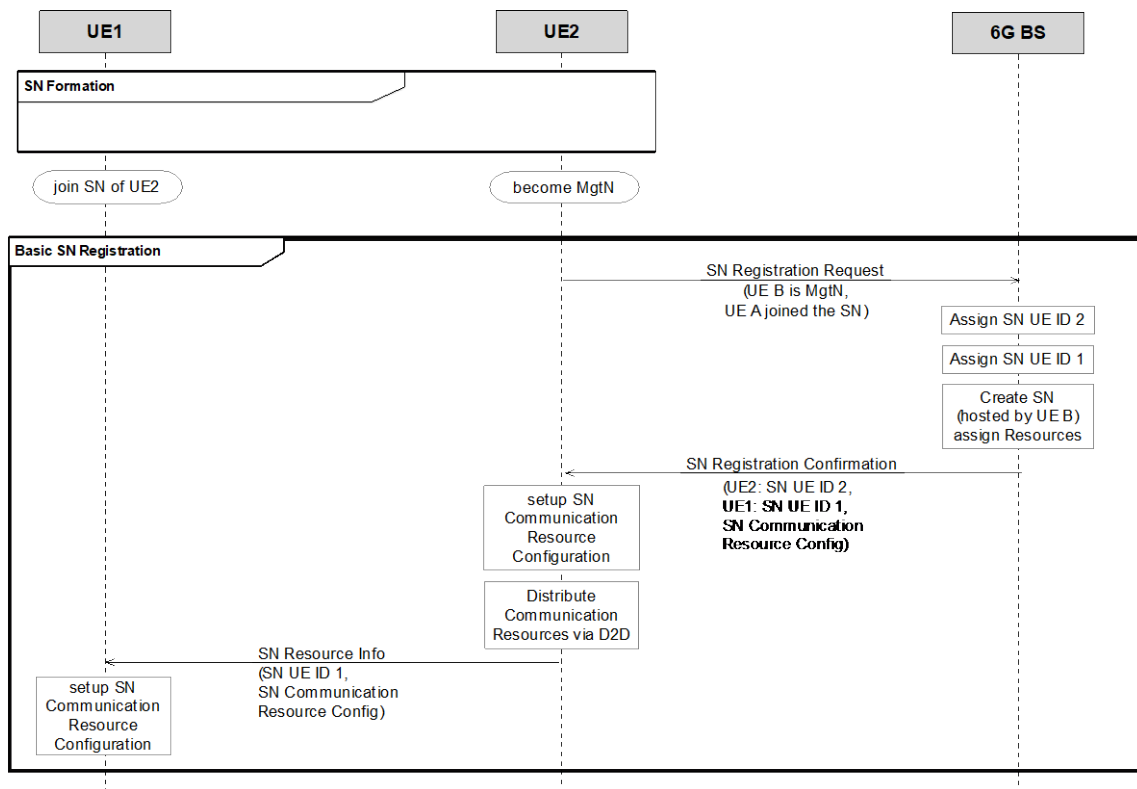 UE1
UE2
6G BS
SN Formation
join SN of UE2
become MgtN
Basic SN Registration
SN Registration Request
(UE B is MgtN,
UE A joined the SN)
Assign SN UE ID 2
Assign SN UE ID 1
Create SN
(hosted by UE B)
assign Resources
SN Registration Confirmation
(UE2: SN UE ID 2,
UE1: SN UE ID 1,
SN Communication
Resource Config)
setup SN
Communication
Resource
Configuration
Distribute
Communication
Resources via D2D
SN Resource Info
(SN UE ID 1,
SN Communication
Resource Config)
setup SN
Communication
Resource
Configuration